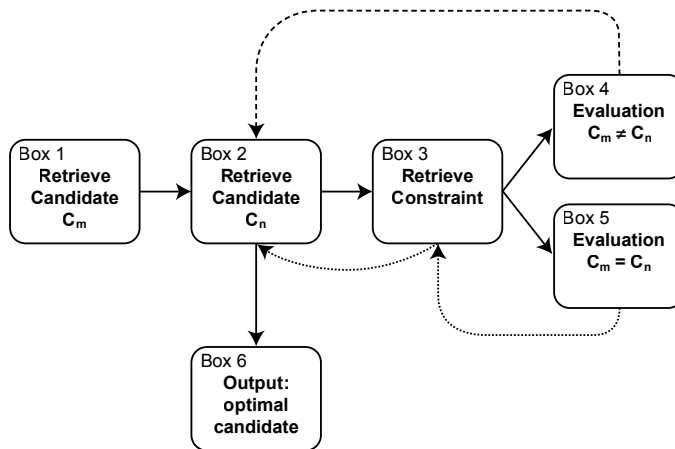 Box 1
Retrieve
Candidate
Cm
Box 2
Retrieve
Candidate
Cn
Box 3
Retrieve
Constraint
Box 4
Evaluation
Cm ≠ Cn
Box 5
Evaluation
Cm = Cn
Box 6
Output:
optimal
candidate